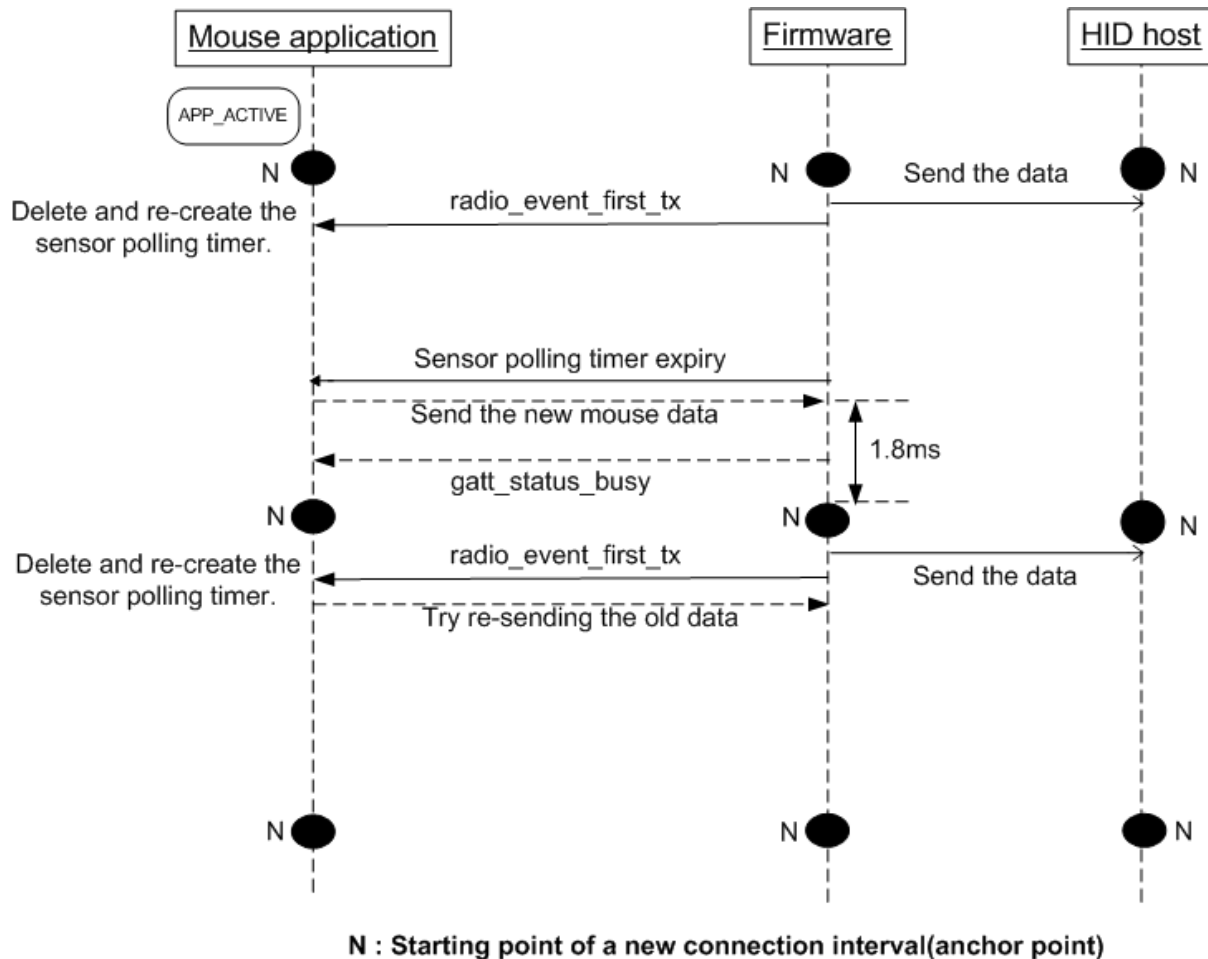 Mouse application
Firmware
HID host
APP_ACTIVE
N
N
Send the data
N
Delete and re-create the
sensor polling timer.
radio_event_first_tx
Sensor polling timer expiry
Send the new mouse data
1.8ms
gatt_status_busy
N
N
N
Delete and re-create the
sensor polling timer.
radio_event_first_tx
Send the data
Try re-sending the old data
N
N
N
N : Starting point of a new connection interval(anchor point)